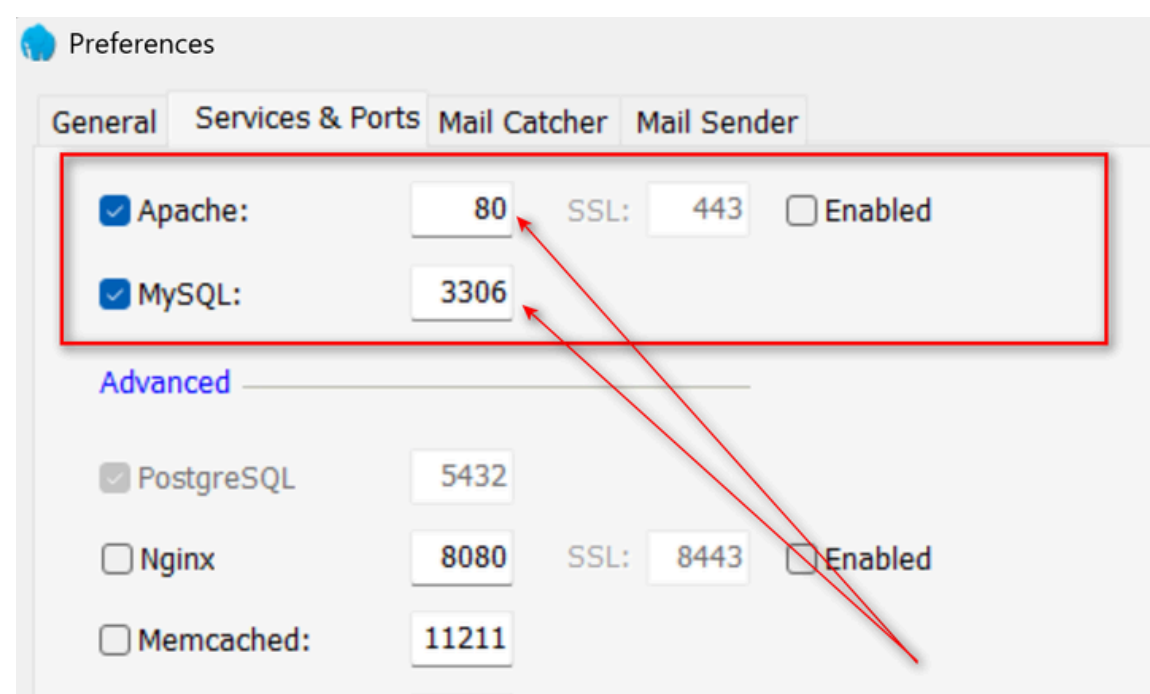 Preferences
General Services & Ports Mail Catcher Mail Sender
Apache: 80 SSL: 443 Enabled
MySQL: 3306
Advanced
PostgreSQL 5432
Nginx 8080 SSL: 8443 Enabled
Memcached: 11211